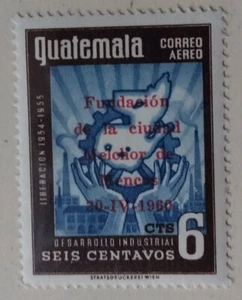 Guatemala CORREO
AEREO
LIBERACION 1954-1955
Fundación
de la ciudad
Melchor de
Mencos
30-IV-1960
CTS
6
DESARROLLO INDUSTRIAL
SEIS CENTAVOS
STAATSDRUCKEREI WIEN